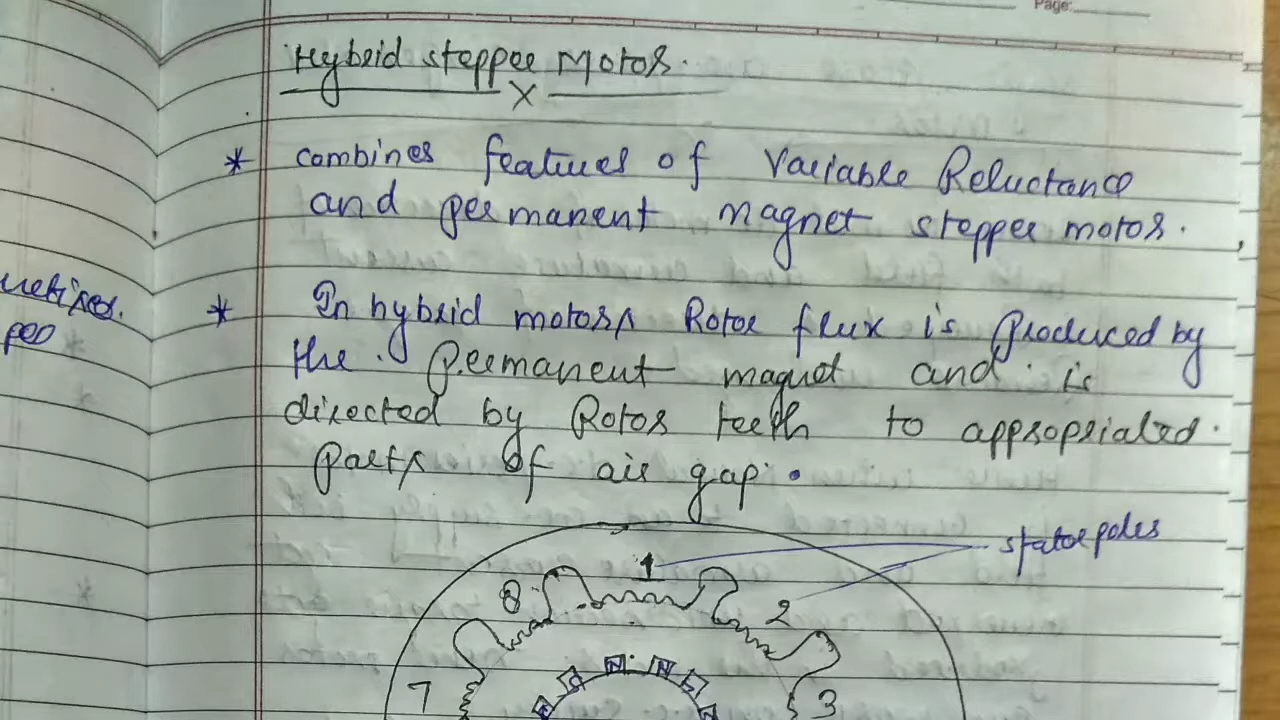 Page:
Hybrid stepper Motor.
X
* combines features of Variable Reluctance
and permanent magnet stepper motor.
* In hybrid motors Rotor flux is produced by
the permanent magnet and is
directed by Rotor teeth to appropriated
parts of air gap.
stator poles
1
8
2
7
3
N N